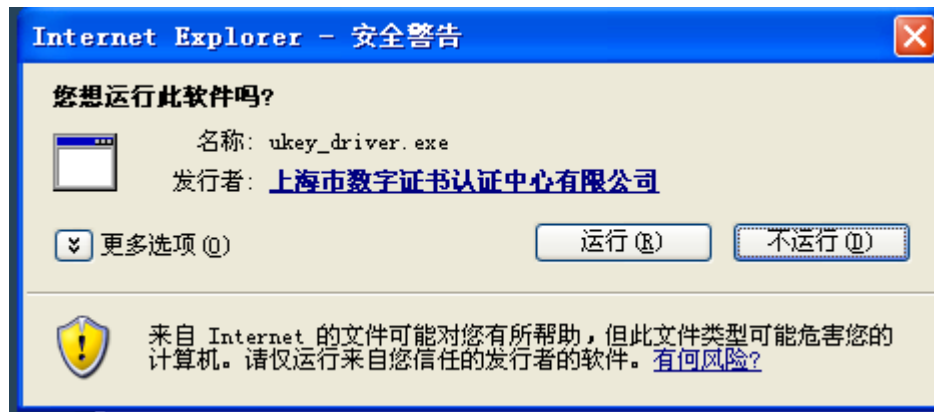 Internet Explorer - 安全警告
您想运行此软件吗?
名称: ukey_driver.exe
发行者: 上海市数字证书认证中心有限公司
更多选项(O)
运行(R)
不运行(D)
来自 Internet 的文件可能对您有所帮助，但此文件类型可能危害您的
计算机。请仅运行来自您信任的发行者的软件。有何风险?